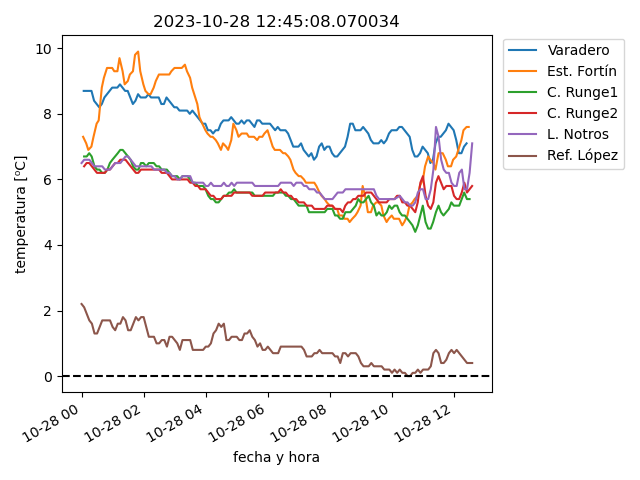 2023-10-28 12:45:08.070034
temperatura [ºC]
10
8
6
4
2
0
10-28 00
10-28 02
10-28 04
10-28 06
10-28 08
10-28 10
10-28 12
fecha y hora
Varadero
Est. Fortín
C. Runge1
C. Runge2
L. Notros
Ref. López